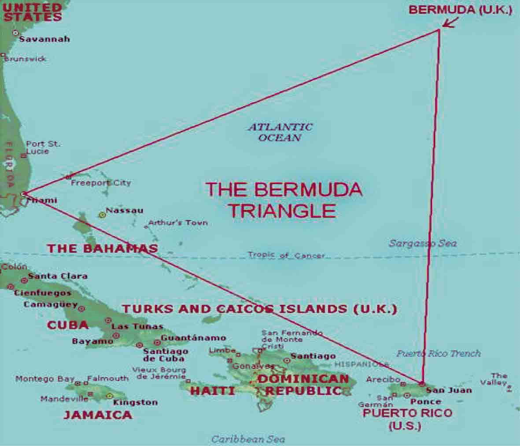 UNITED
STATES
BERMUDA (U.K.)
Savannah
Brunswick
ATLANTIC
OCEAN
Port St.
Lucie
FLORIDA
Freeport City
Miami
THE BERMUDA
TRIANGLE
Nassau
Arthur's Town
THE BAHAMAS
Sargasso Sea
Tropic of Cancer
Colón
Santa Clara
Cienfuegos
Camagüey
TURKS AND CAICOS ISLANDS (U.K.)
CUBA
Las Tunas
Bayamo
Guantánamo
Santiago
de Cuba
San Fernando
de Monte
Cristi
Limbe
Santiago
Puerto Rico Trench
Gonaïves
HISPANIOLA
Vieux Bourg
de Jérémie
Montego Bay
Falmouth
DOMINICAN
REPUBLIC
Arecibo
San Juan
The
Valley
HAITI
Mandeville
Kingston
San
Germán
Ponce
JAMAICA
PUERTO RICO
(U.S.)
Caribbean Sea